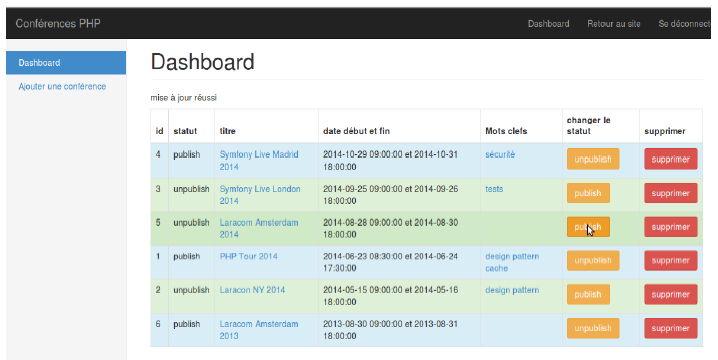 Conférences PHP Dashboard Retour au site Se déconnect
Dashboard
Ajouter une conférence
Dashboard
mise à jour réussi
id statut titre date début et fin Mots clefs changer le statut supprimer
4 publish Symfony Live Madrid 2014-10-29 09:00:00 et 2014-10-31 sécurité unpublish supprimer
2014 18:00:00
3 unpublish Symfony Live London 2014-09-25 09:00:00 et 2014-09-26 tests publish supprimer
2014 18:00:00
5 unpublish Laracom Amsterdam 2014-08-28 09:00:00 et 2014-08-30 publish supprimer
2014 18:00:00
1 publish PHP Tour 2014 2014-06-23 08:30:00 et 2014-06-24 design pattern unpublish supprimer
17:30:00 cache
2 unpublish Laracon NY 2014 2014-05-15 09:00:00 et 2014-05-16 design pattern publish supprimer
18:00:00
6 publish Laracom Amsterdam 2013-08-30 09:00:00 et 2013-08-31 unpublish supprimer
2013 18:00:00